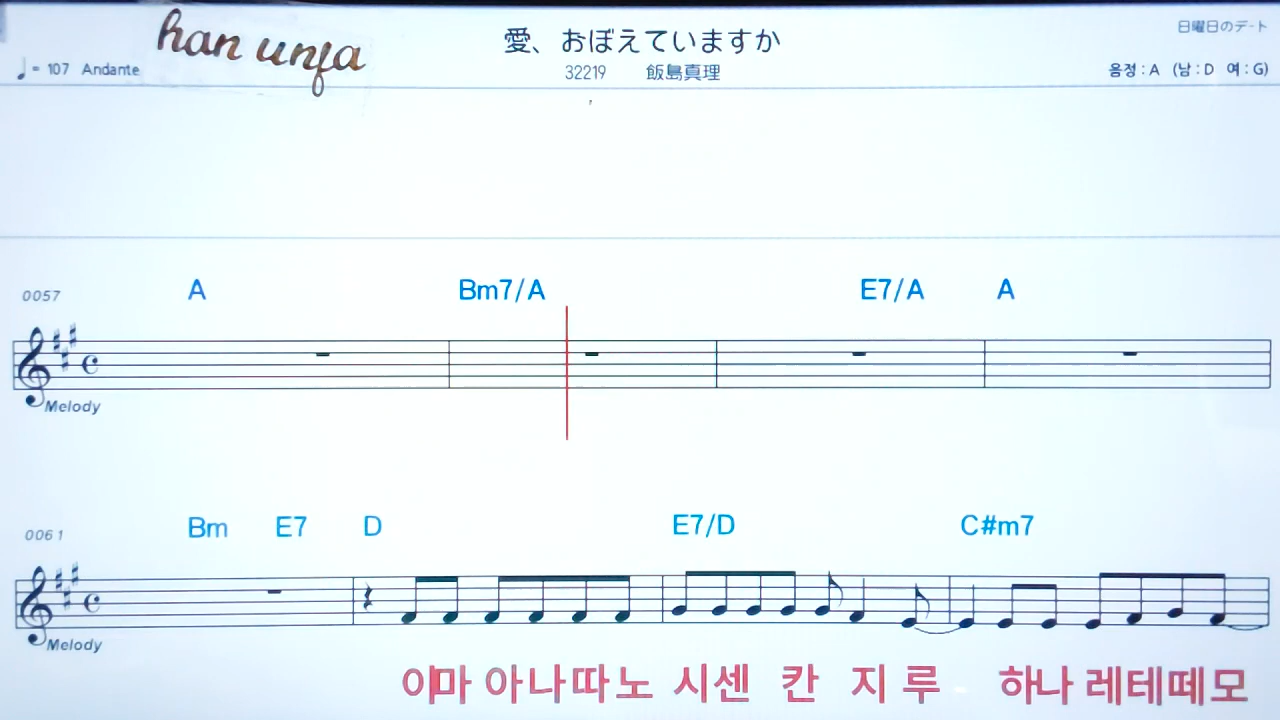 han unfa
愛、おぼえていますか
日曜日のデート
♩= 107 Andante
32219 飯島真理
음정 : A (남 : D 여 : G)
0057 A Bm7/A E7/A A
Melody
0061 Bm E7 D E7/D C#m7
Melody
이마 아나따노 시센 칸 지 루 하나 레테떼모